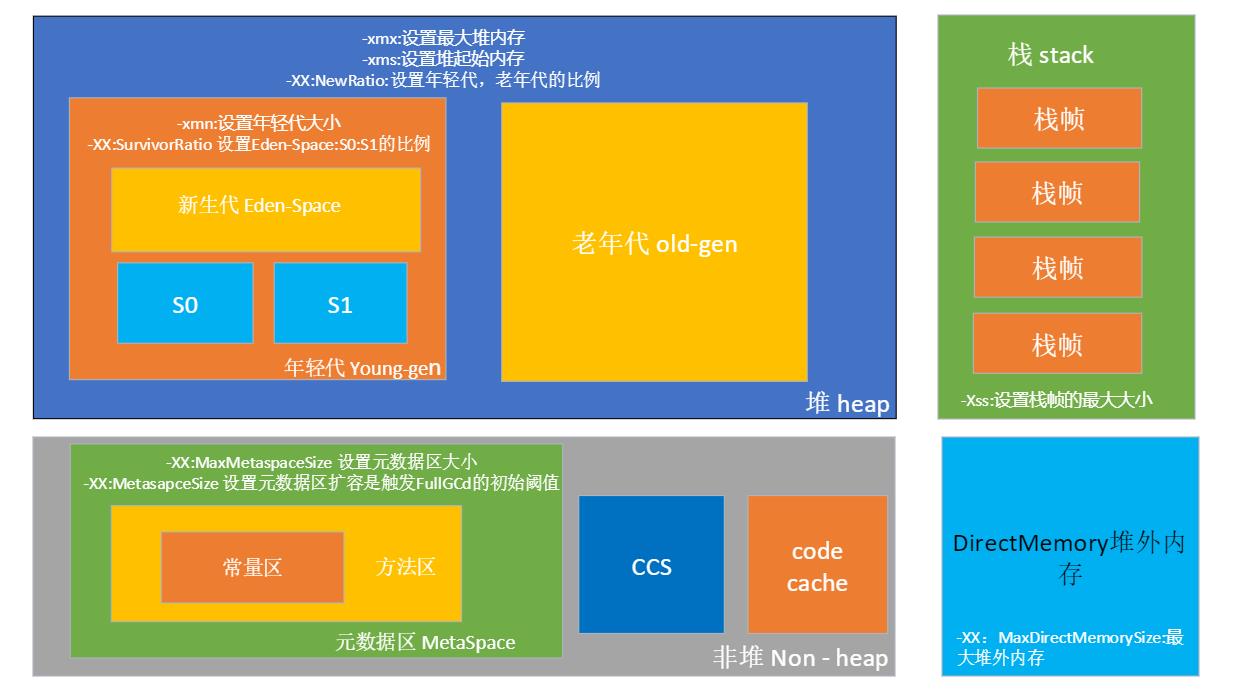 -xmx:设置最大堆内存
-xms:设置堆起始内存
-XX:NewRatio:设置年轻代，老年代的比例
-xmn:设置年轻代大小
-XX:SurvivorRatio 设置Eden-Space:S0:S1的比例
新生代 Eden-Space
S0
S1
年轻代 Young-gen
老年代 old-gen
堆 heap
栈 stack
栈帧
栈帧
栈帧
栈帧
-Xss:设置栈帧的最大大小
-XX:MaxMetaspaceSize 设置元数据区大小
-XX:MetasapceSize 设置元数据区扩容是触发FullGCd的初始阈值
常量区
方法区
元数据区 MetaSpace
CCS
code
cache
非堆 Non - heap
DirectMemory堆外内
存
-XX：MaxDirectMemorySize:最
大堆外内存